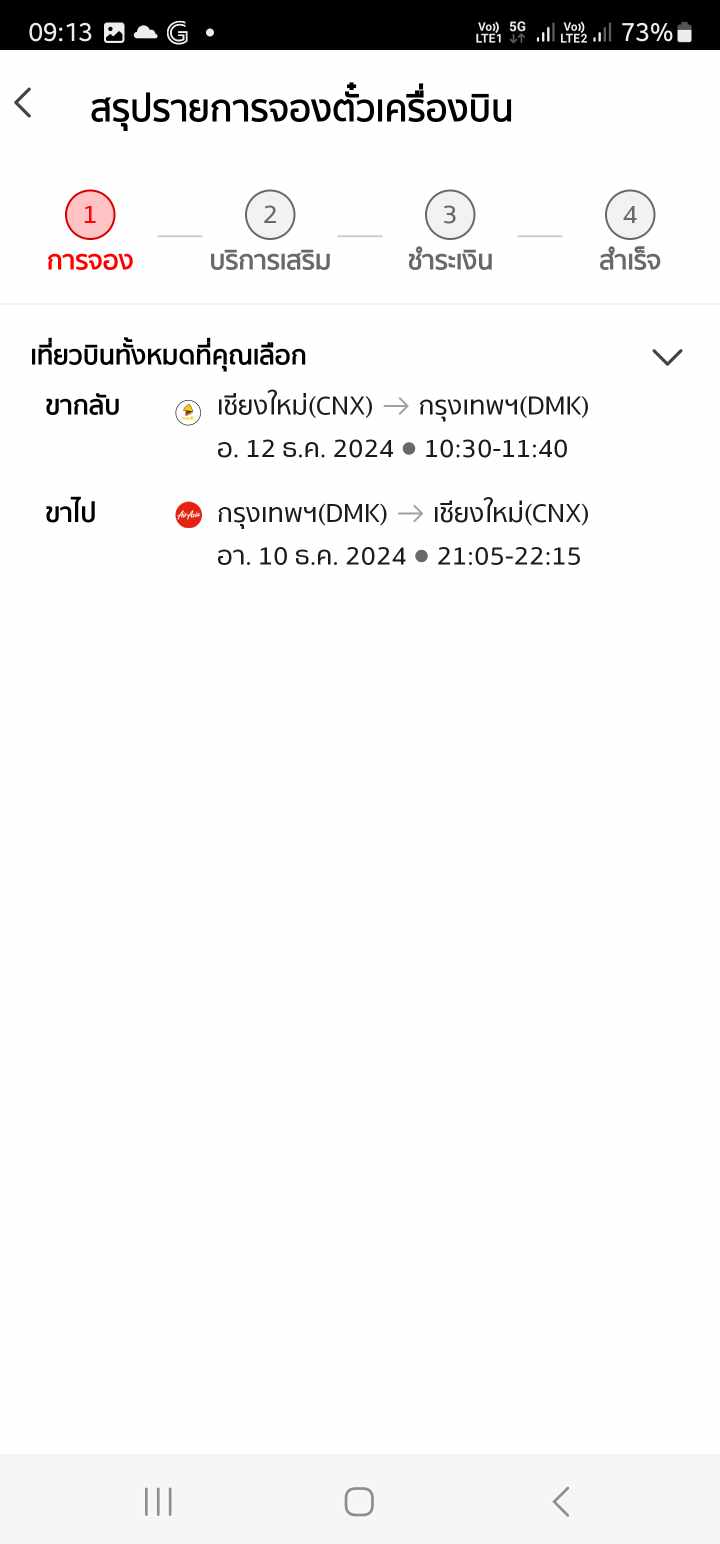 09:13
Vo)) LTE1 5G Vo)) LTE2 73%
สรุปรายการจองตั๋วเครื่องบิน
1 2 3 4
การจอง บริการเสริม ชำระเงิน สำเร็จ
เที่ยวบินทั้งหมดที่คุณเลือก
ขากลับ เชียงใหม่(CNX) → กรุงเทพฯ(DMK)
อ. 12 ธ.ค. 2024 ● 10:30-11:40
ขาไป AirAsia กรุงเทพฯ(DMK) → เชียงใหม่(CNX)
อา. 10 ธ.ค. 2024 ● 21:05-22:15